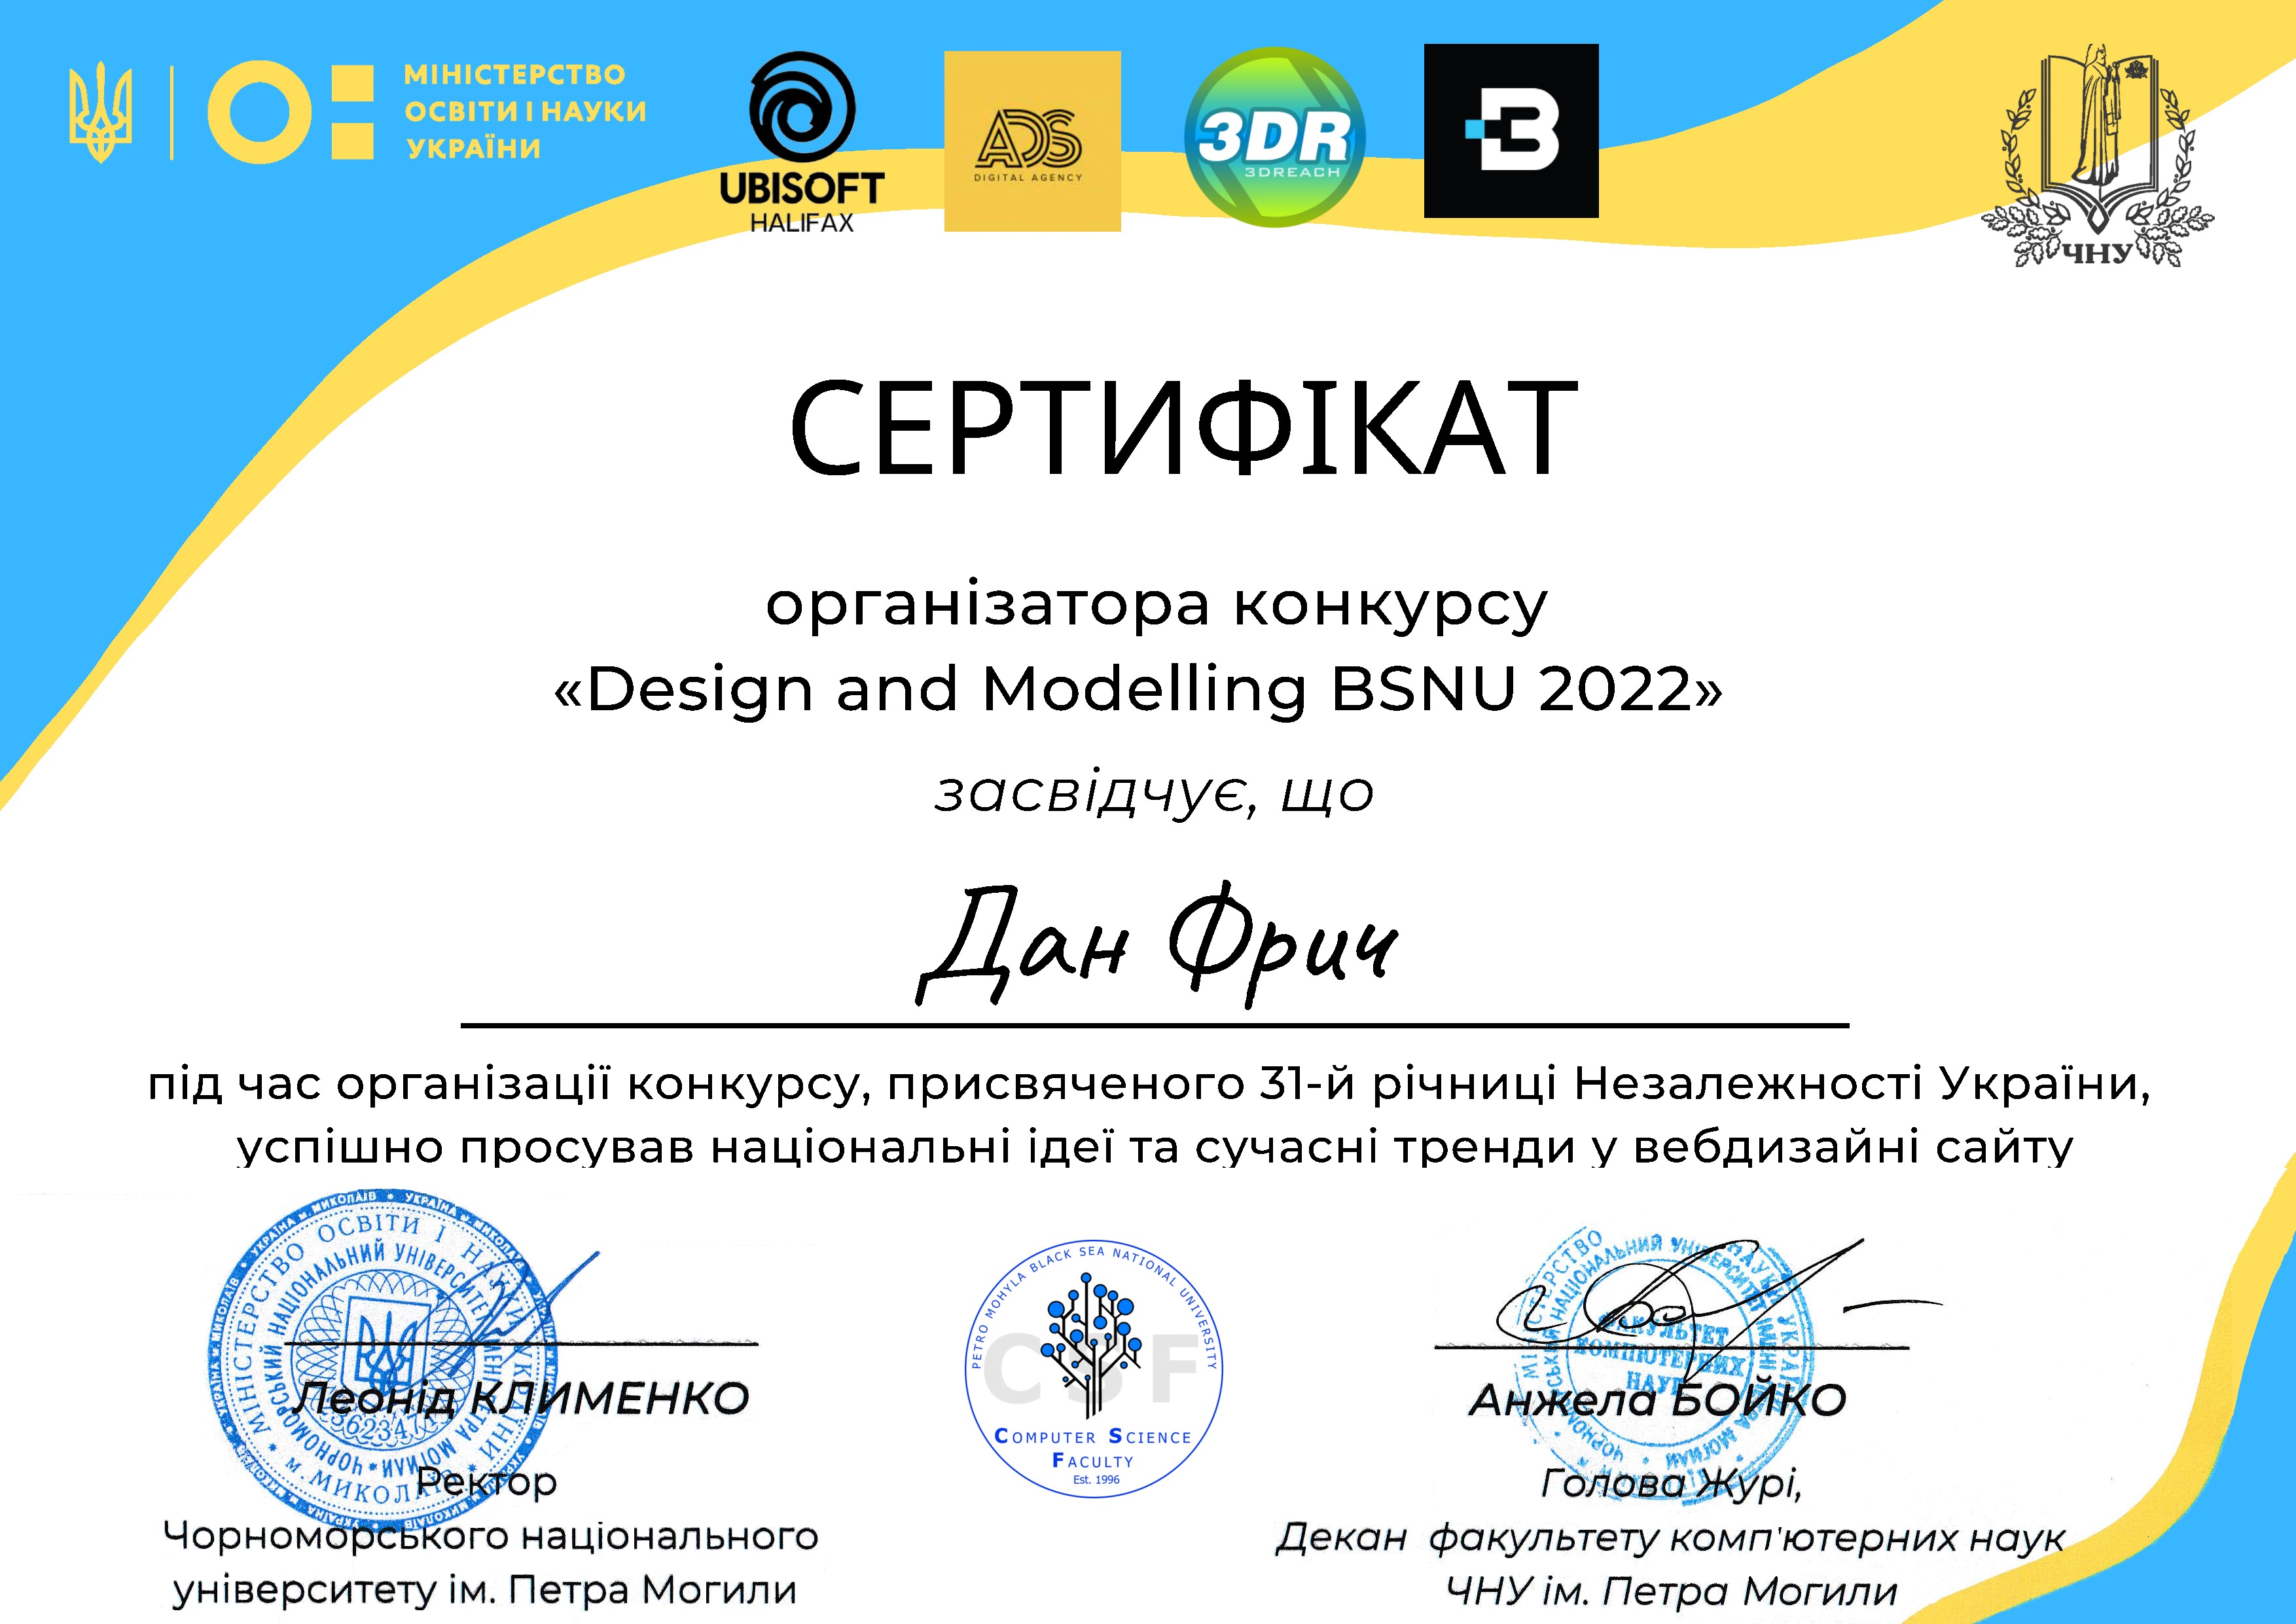 МІНІСТЕРСТВО
ОСВІТИ І НАУКИ
УКРАЇНИ
UBISOFT
HALIFAX
ADS
DIGITAL AGENCY
3DR
3DREACH
B
ЧНУ
СЕРТИФІКАТ
організатора конкурсу
«Design and Modelling BSNU 2022»
засвідчує, що
Дан Фрич
під час організації конкурсу, присвяченого 31-й річниці Незалежності України,
успішно просував національні ідеї та сучасні тренди у вебдизайні сайту
МІНІСТЕРСТВО ОСВІТИ І НАУКИ УКРАЇНИ
м. МИКОЛАЇВ
ЧОРНОМОРСЬКИЙ НАЦІОНАЛЬНИЙ УНІВЕРСИТЕТ ІМЕНІ ПЕТРА МОГИЛИ
Леонід КЛИМЕНКО
Ректор
Чорноморського національного
університету ім. Петра Могили
PETRO MOHYLA BLACK SEA NATIONAL UNIVERSITY
CSF
COMPUTER SCIENCE
FACULTY
Est. 1996
ФАКУЛЬТЕТ
КОМП'ЮТЕРНИХ
НАУК
Анжела БОЙКО
Голова Журі,
Декан факультету комп'ютерних наук
ЧНУ ім. Петра Могили